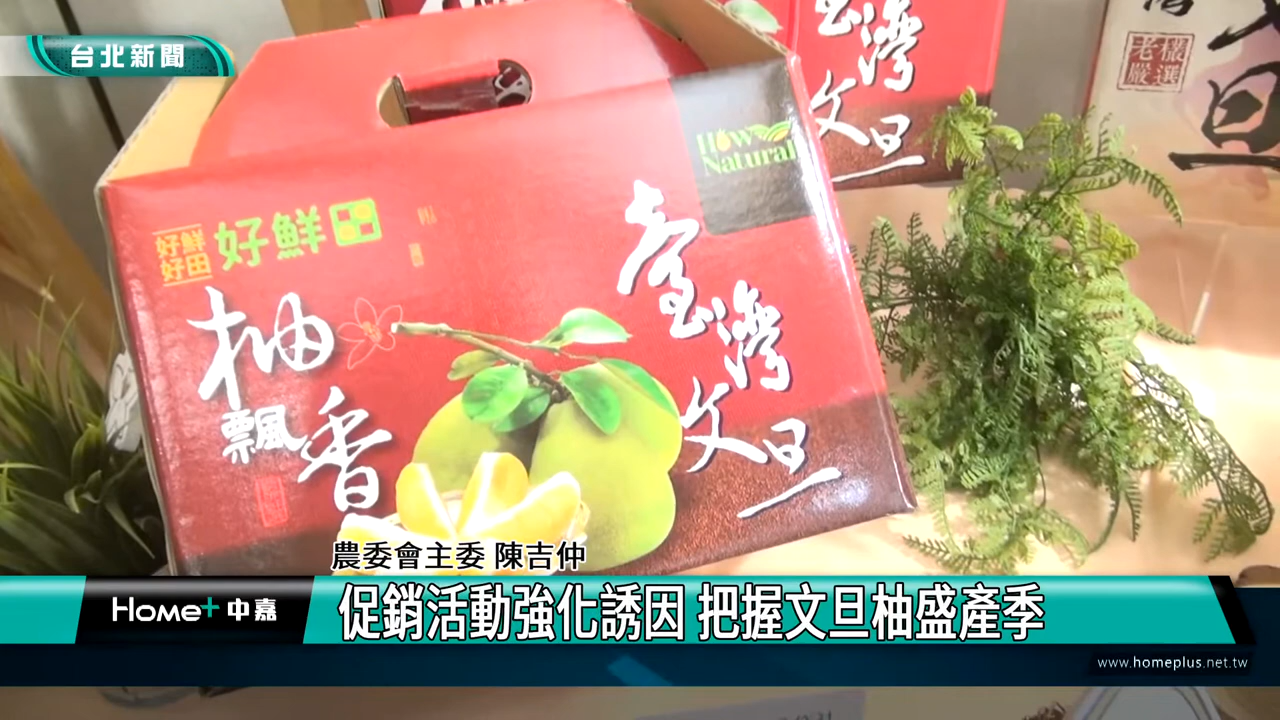 台北新聞
臺灣
文旦
老欉
嚴選
旦
How
Natural
好鮮
好田
好鮮田
柚
飄
香
臺灣
文旦
農委會主委 陳吉仲
Home+中嘉
促銷活動強化誘因 把握文旦柚盛產季
www.homeplus.net.tw